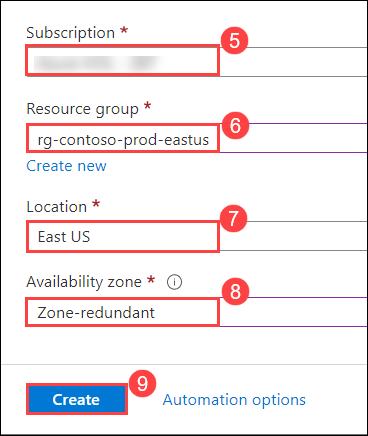 Subscription *
5
Resource group *
6
rg-contoso-prod-eastus
Create new
Location *
7
East US
Availability zone *
8
Zone-redundant
9
Create Automation options